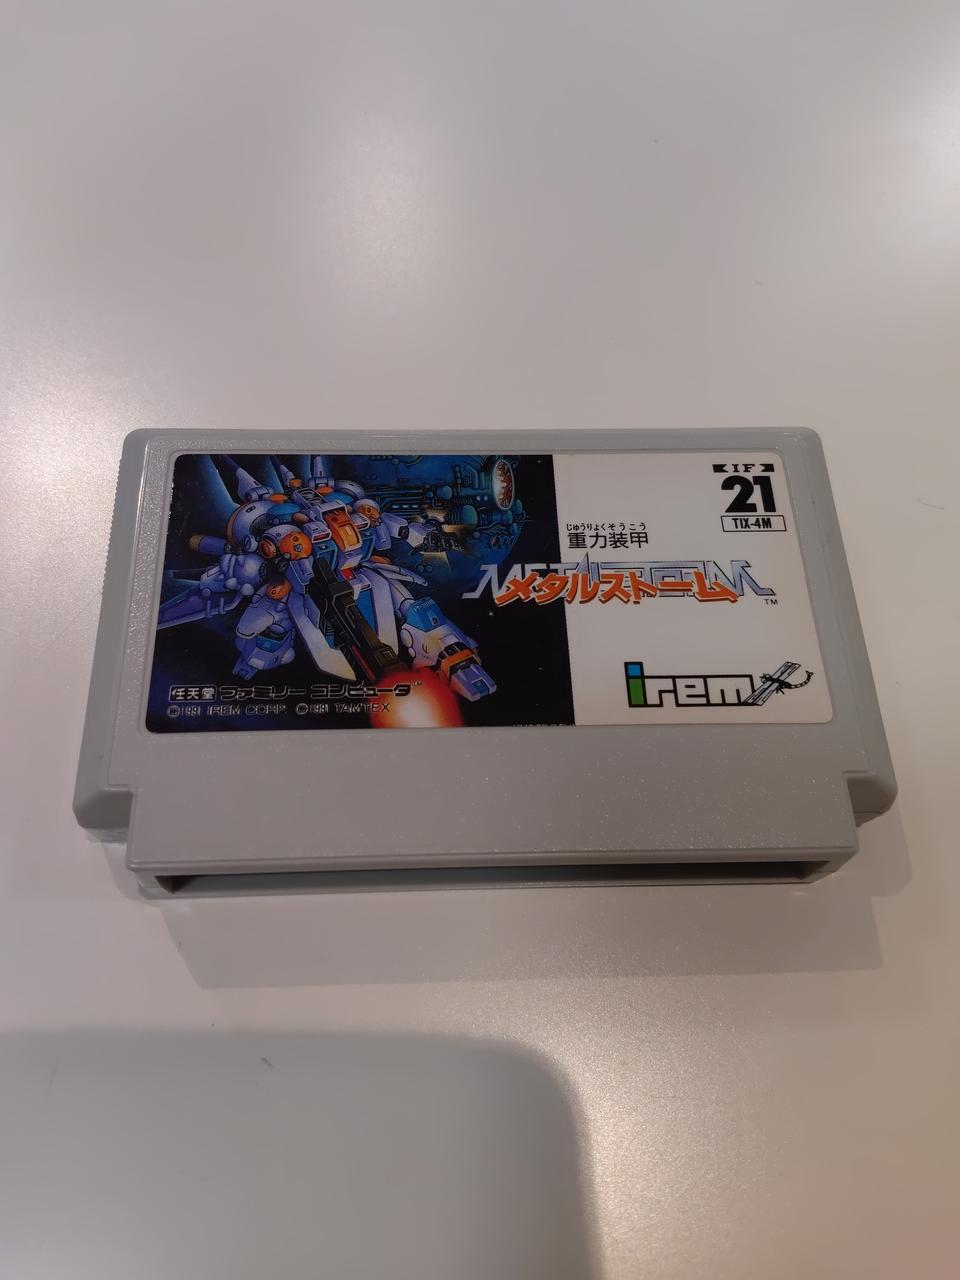 IF
21
TIX-4M
じゅうりょくそうこう
重力装甲
METAL STORM
メタルストーム
TM
irem
任天堂 ファミリー コンピュータ TM
©1991 IREM CORP. ©1991 TAMTEX